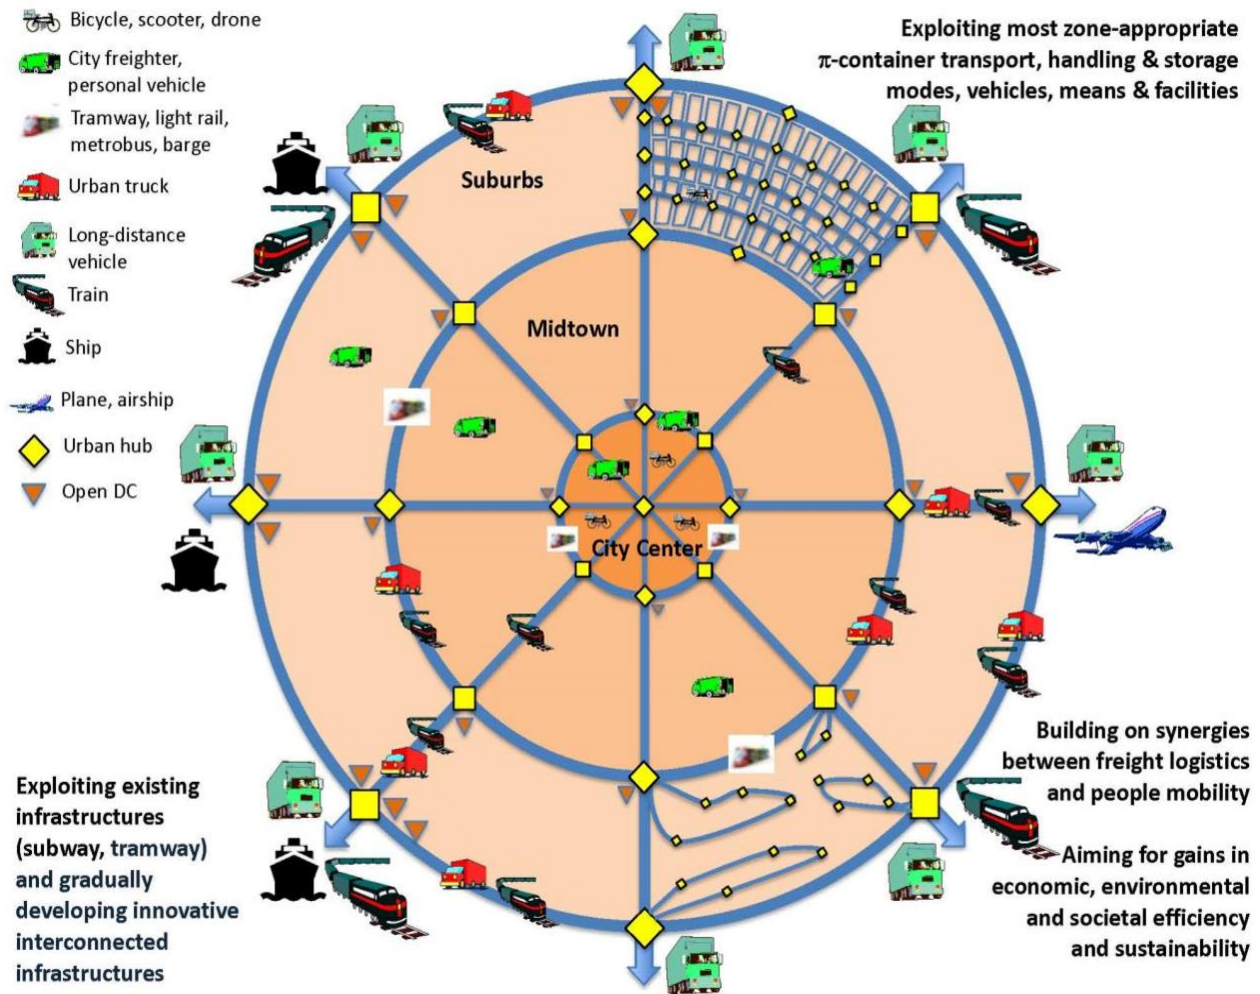 Bicycle, scooter, drone
City freighter,
personal vehicle
Tramway, light rail,
metrobus, barge
Urban truck
Long-distance
vehicle
Train
Ship
Plane, airship
Urban hub
Open DC
Exploiting most zone-appropriate
π-container transport, handling & storage
modes, vehicles, means & facilities
Suburbs
Midtown
City Center
Exploiting existing
infrastructures
(subway, tramway)
and gradually
developing innovative
interconnected
infrastructures
Building on synergies
between freight logistics
and people mobility
Aiming for gains in
economic, environmental
and societal efficiency
and sustainability